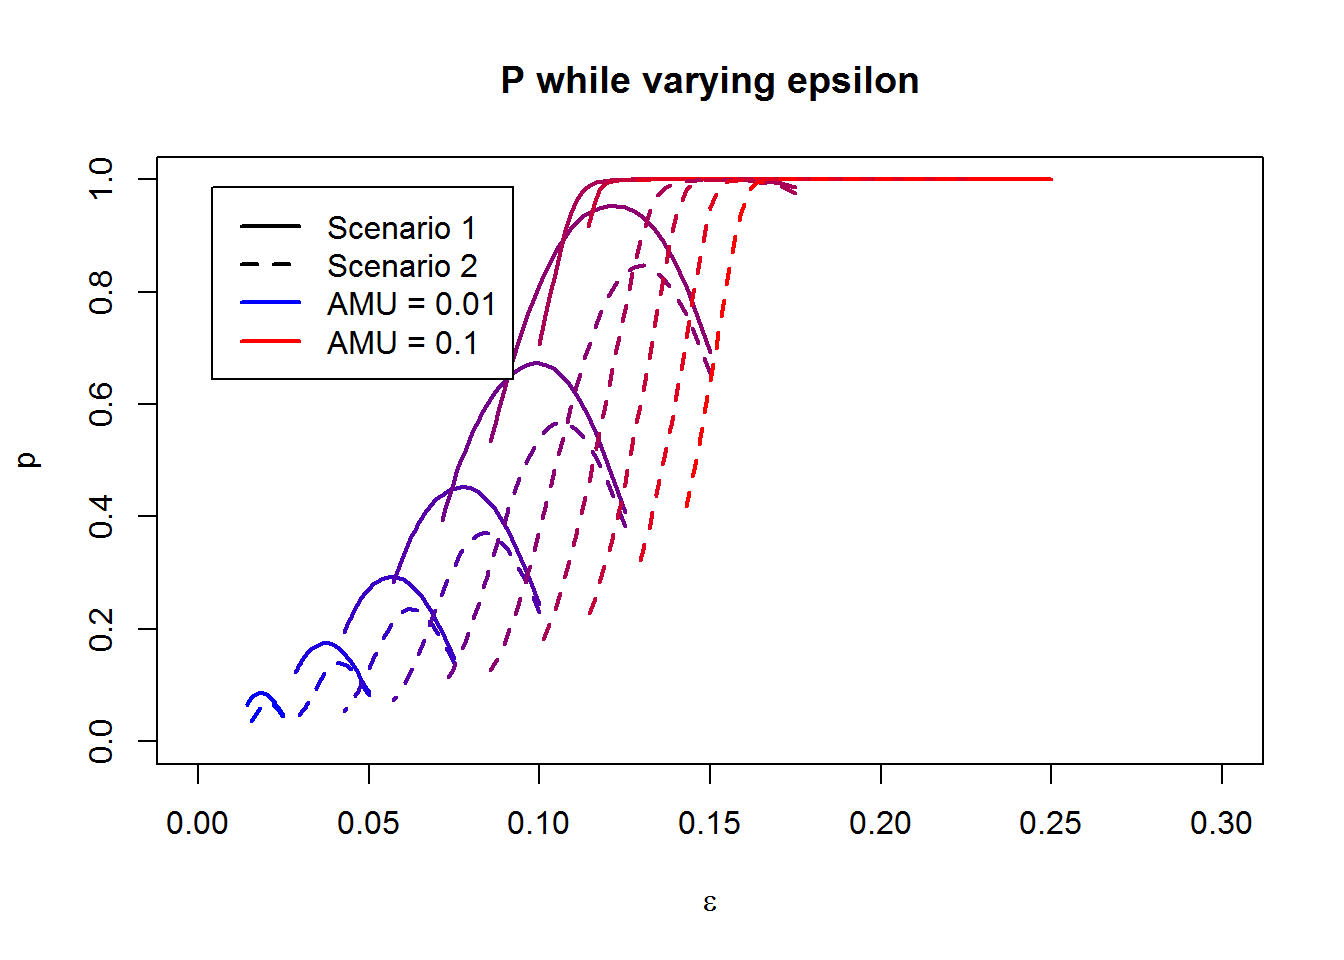 P while varying epsilon
Scenario 1
Scenario 2
AMU = 0.01
AMU = 0.1
p
0.0
0.2
0.4
0.6
0.8
1.0
0.00 0.05 0.10 0.15 0.20 0.25 0.30
ε